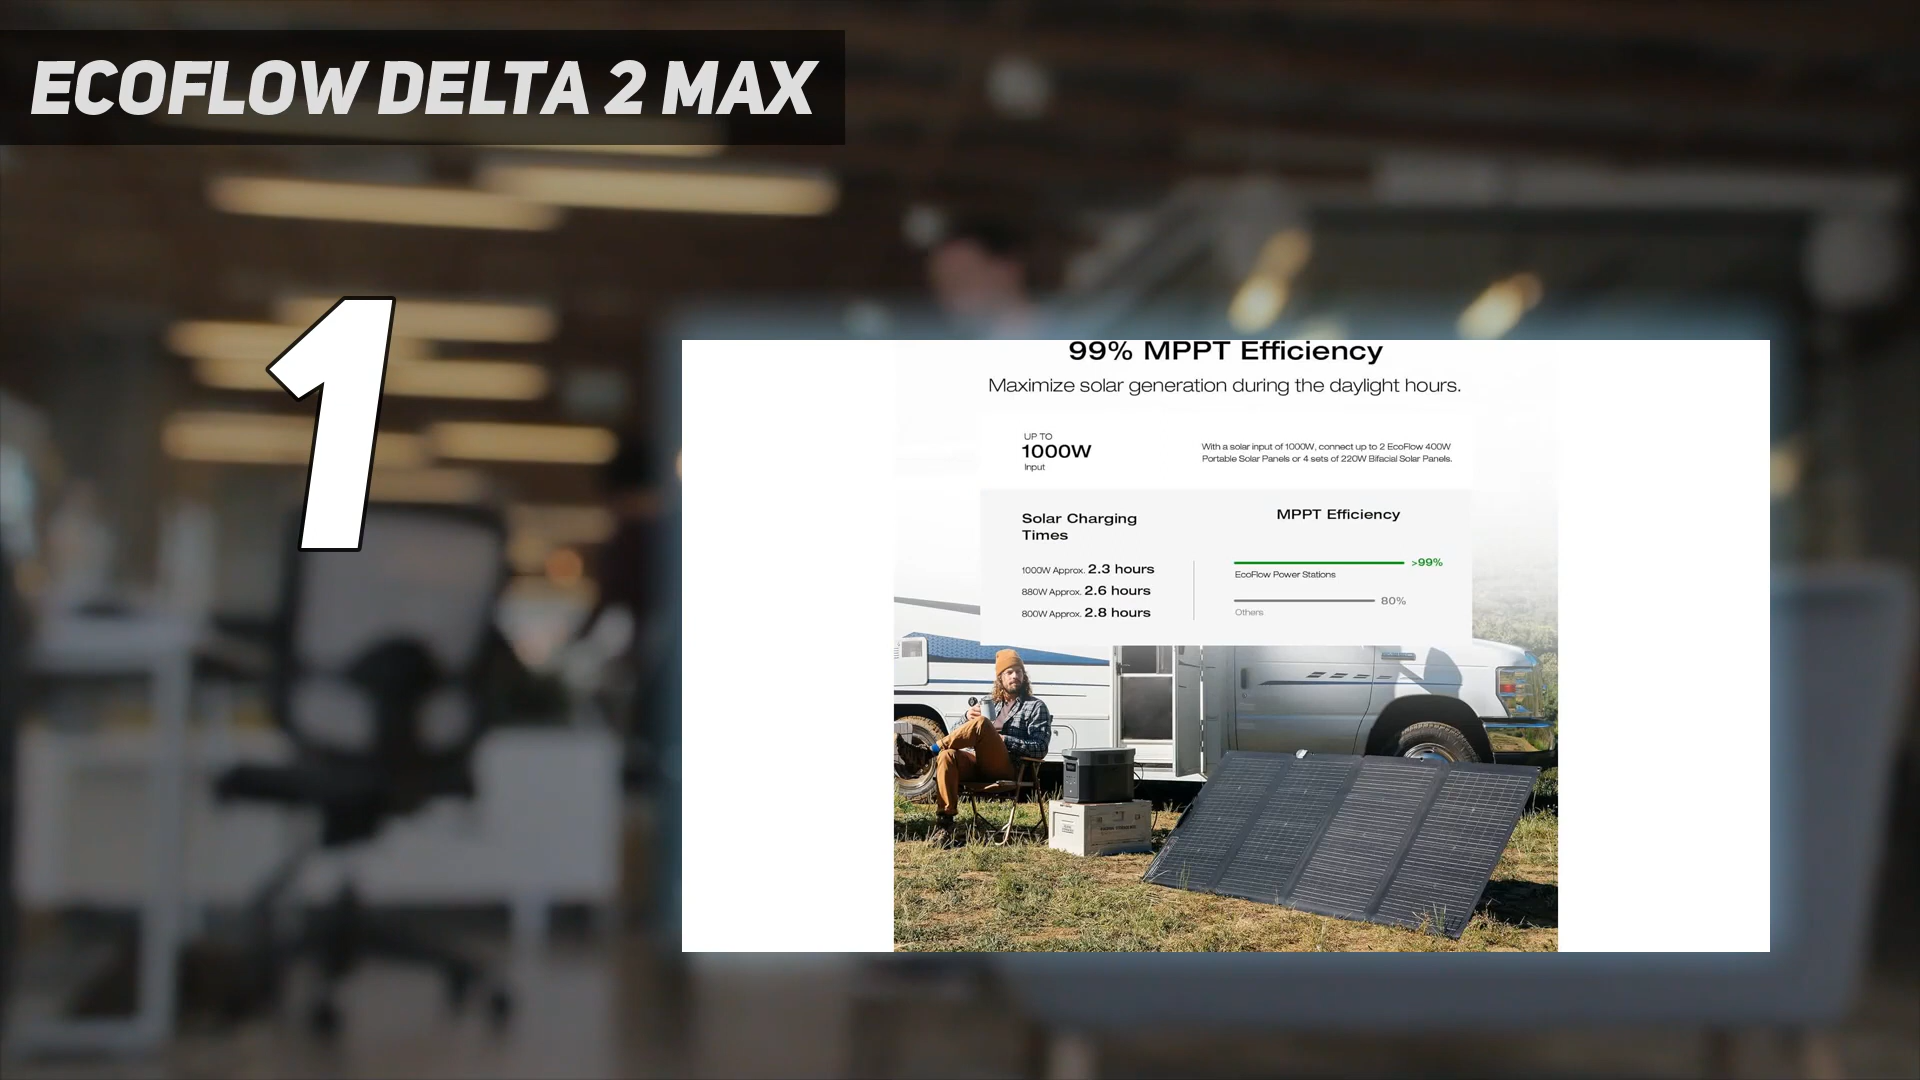 ECOFLOW DELTA 2 MAX
1
99% MPPT Efficiency
Maximize solar generation during the daylight hours.
UP TO
1000W
Input
With a solar input of 1000W, connect up to 2 EcoFlow 400W
Portable Solar Panels or 4 sets of 220W Bifacial Solar Panels.
Solar Charging
Times
1000W Approx. 2.3 hours
880W Approx. 2.6 hours
800W Approx. 2.8 hours
MPPT Efficiency
>99%
EcoFlow Power Stations
80%
Others